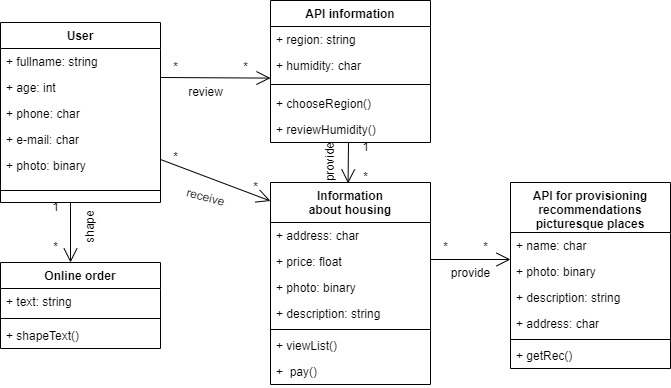 User
+ fullname: string
+ age: int
+ phone: char
+ e-mail: char
+ photo: binary
* *
review
API information
+ region: string
+ humidity: char
+ chooseRegion()
+ reviewHumidity()
* *
receive
1
provide
*
1
shape
*
Online order
+ text: string
+ shapeText()
Information
about housing
+ address: char
+ price: float
+ photo: binary
+ description: string
+ viewList()
+ pay()
* *
provide
API for provisioning
recommendations
picturesque places
+ name: char
+ photo: binary
+ description: string
+ address: char
+ getRec()